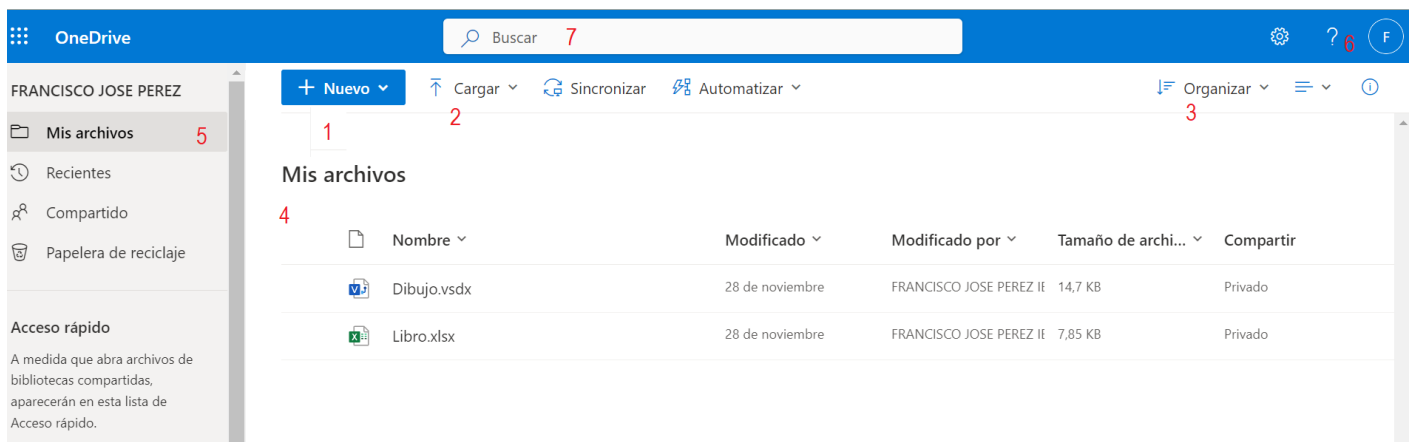 OneDrive
Buscar 7
? 6 F
FRANCISCO JOSE PEREZ
Mis archivos 5
Recientes
Compartido
Papelera de reciclaje
Acceso rápido
A medida que abra archivos de
bibliotecas compartidas,
aparecerán en esta lista de
Acceso rápido.
+ Nuevo Cargar Sincronizar Automatizar Organizar
1 2 3
Mis archivos
4
Nombre Modificado Modificado por Tamaño de archi... Compartir
Dibujo.vsdx 28 de noviembre FRANCISCO JOSE PEREZ IE 14,7 KB Privado
Libro.xlsx 28 de noviembre FRANCISCO JOSE PEREZ IE 7,85 KB Privado